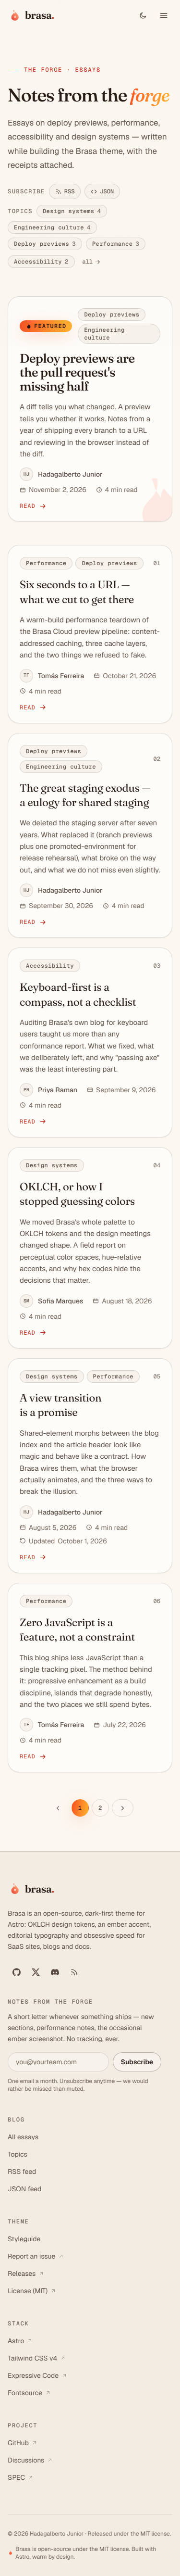 brasa.
THE FORGE · ESSAYS
Notes from the forge
Essays on deploy previews, performance,
accessibility and design systems — written
while building the Brasa theme, with the
receipts attached.
SUBSCRIBE RSS JSON
TOPICS Design systems 4
Engineering culture 4
Deploy previews 3 Performance 3
Accessibility 2 all →
FEATURED Deploy previews
Engineering
culture
Deploy previews are
the pull request's
missing half
A diff tells you what changed. A preview
tells you whether it works. Notes from a
year of shipping every branch to a URL
and reviewing in the browser instead of
the diff.
HJ Hadagalberto Junior
November 2, 2026 4 min read
READ →
Performance Deploy previews 01
Six seconds to a URL —
what we cut to get there
A warm-build performance teardown of
the Brasa Cloud preview pipeline: content-
addressed caching, three cache layers,
and the two things we refused to fake.
TF Tomás Ferreira October 21, 2026
4 min read
READ →
Deploy previews
Engineering culture 02
The great staging exodus —
a eulogy for shared staging
We deleted the staging server after seven
years. What replaced it (branch previews
plus one promoted-environment for
release rehearsal), what broke on the way
out, and what we do not miss even slightly.
HJ Hadagalberto Junior
September 30, 2026 4 min read
READ →
Accessibility 03
Keyboard-first is a
compass, not a checklist
Auditing Brasa's own blog for keyboard
users taught us more than any
conformance report. What we fixed, what
we deliberately left, and why "passing axe"
was the least interesting part.
PR Priya Raman September 9, 2026
4 min read
READ →
Design systems 04
OKLCH, or how I
stopped guessing colors
We moved Brasa's whole palette to
OKLCH tokens and the design meetings
changed shape. A field report on
perceptual color spaces, hue-relative
accents, and why hex codes hide the
decisions that matter.
SM Sofia Marques August 18, 2026
4 min read
READ →
Design systems Performance 05
A view transition
is a promise
Shared-element morphs between the blog
index and the article header look like
magic and behave like a contract. How
Brasa wires them, what the browser
actually animates, and the three ways to
break the illusion.
HJ Hadagalberto Junior
August 5, 2026 4 min read
Updated October 1, 2026
READ →
Performance 06
Zero JavaScript is a
feature, not a constraint
This blog ships less JavaScript than a
single tracking pixel. The method behind
it: progressive enhancement as a build
discipline, islands that degrade honestly,
and the two places we still spend bytes.
TF Tomás Ferreira July 22, 2026
4 min read
READ →
‹ 1 2 ›
brasa.
Brasa is an open-source, dark-first theme for
Astro: OKLCH design tokens, an ember accent,
editorial typography and obsessive speed for
SaaS sites, blogs and docs.
NOTES FROM THE FORGE
A short letter whenever something ships — new
sections, performance notes, the occasional
ember screenshot. No tracking, ever.
you@yourteam.com Subscribe
One email a month. Unsubscribe anytime — we would
rather be missed than muted.
BLOG
All essays
Topics
RSS feed
JSON feed
THEME
Styleguide
Report an issue ↗
Releases ↗
License (MIT) ↗
STACK
Astro ↗
Tailwind CSS v4 ↗
Expressive Code ↗
Fontsource ↗
PROJECT
GitHub ↗
Discussions ↗
SPEC ↗
© 2026 Hadagalberto Junior · Released under the MIT license.
Brasa is open-source under the MIT license. Built with
Astro, warm by design.